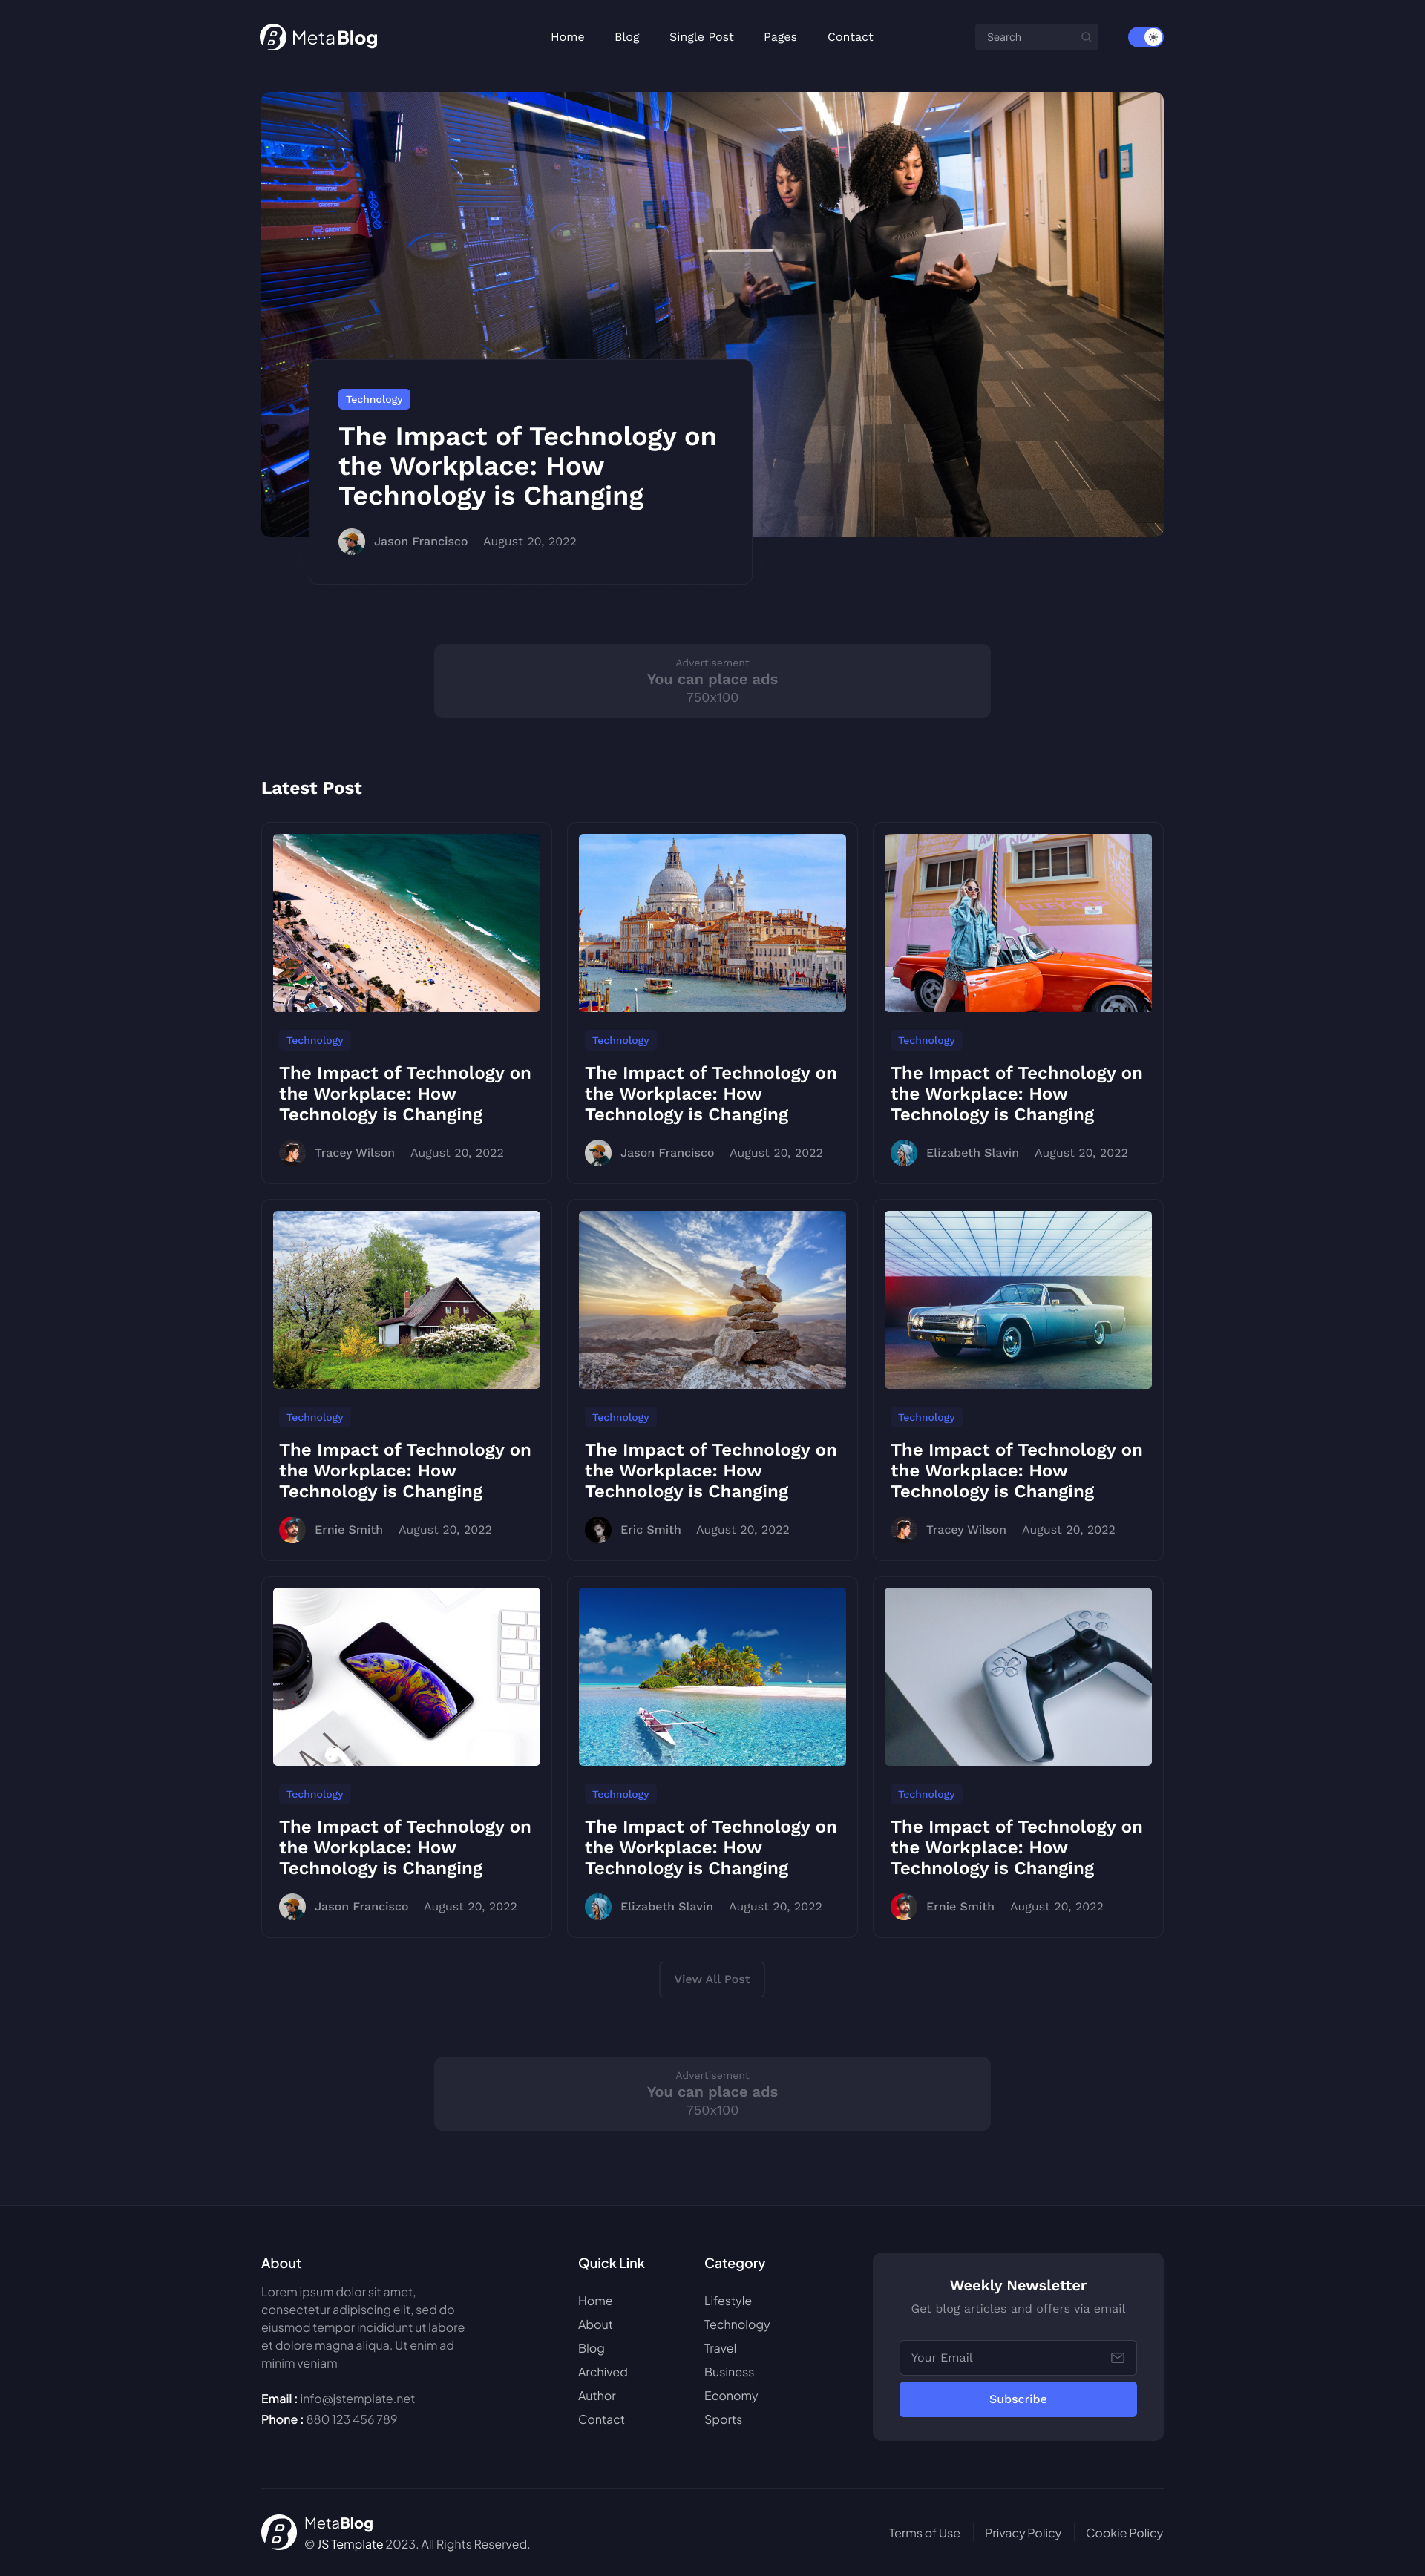 MetaBlog
Home Blog Single Post Pages Contact
Search
GRIDSTORE
GRIDSTORE
GRIDSTORE
Technology
The Impact of Technology on
the Workplace: How
Technology is Changing
Jason Francisco August 20, 2022
Advertisement
You can place ads
750x100
Latest Post
Technology
The Impact of Technology on
the Workplace: How
Technology is Changing
Tracey Wilson August 20, 2022
Technology
The Impact of Technology on
the Workplace: How
Technology is Changing
Jason Francisco August 20, 2022
Technology
The Impact of Technology on
the Workplace: How
Technology is Changing
Elizabeth Slavin August 20, 2022
Technology
The Impact of Technology on
the Workplace: How
Technology is Changing
Ernie Smith August 20, 2022
Technology
The Impact of Technology on
the Workplace: How
Technology is Changing
Eric Smith August 20, 2022
Technology
The Impact of Technology on
the Workplace: How
Technology is Changing
Tracey Wilson August 20, 2022
Technology
The Impact of Technology on
the Workplace: How
Technology is Changing
Jason Francisco August 20, 2022
Technology
The Impact of Technology on
the Workplace: How
Technology is Changing
Elizabeth Slavin August 20, 2022
Technology
The Impact of Technology on
the Workplace: How
Technology is Changing
Ernie Smith August 20, 2022
View All Post
Advertisement
You can place ads
750x100
About
Lorem ipsum dolor sit amet,
consectetur adipiscing elit, sed do
eiusmod tempor incididunt ut labore
et dolore magna aliqua. Ut enim ad
minim veniam
Email : info@jstemplate.net
Phone : 880 123 456 789
Quick Link
Home
About
Blog
Archived
Author
Contact
Category
Lifestyle
Technology
Travel
Business
Economy
Sports
Weekly Newsletter
Get blog articles and offers via email
Your Email
Subscribe
MetaBlog
© JS Template 2023. All Rights Reserved.
Terms of Use Privacy Policy Cookie Policy